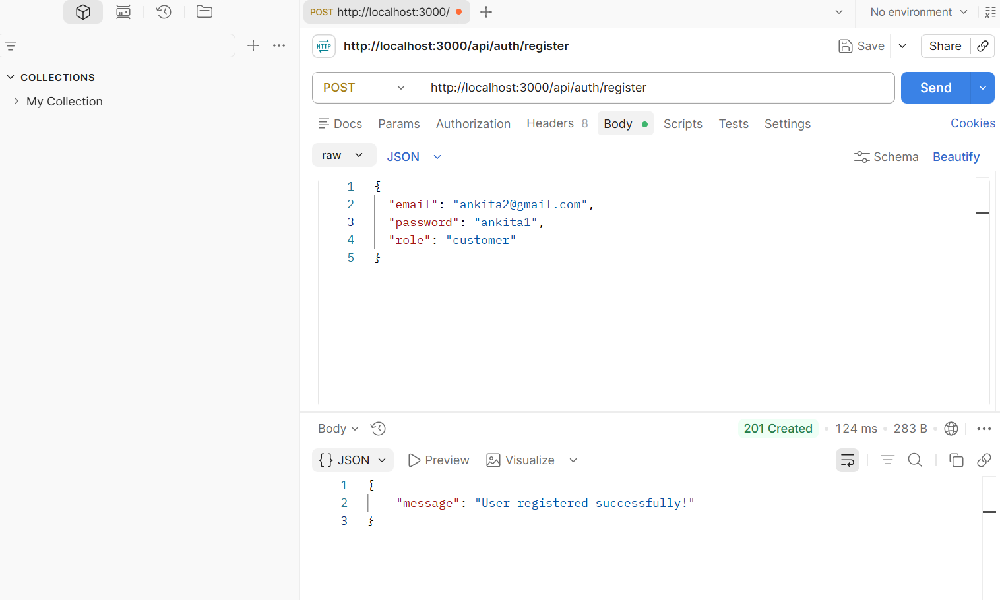 POST http://localhost:3000/
No environment
COLLECTIONS
My Collection
HTTP http://localhost:3000/api/auth/register
Save
Share
POST http://localhost:3000/api/auth/register
Send
Docs Params Authorization Headers 8 Body Scripts Tests Settings Cookies
raw JSON Schema Beautify
1 {
2 "email": "ankita2@gmail.com",
3 "password": "ankita1",
4 "role": "customer"
5 }
Body 201 Created 124 ms 283 B
{} JSON Preview Visualize
1 {
2 "message": "User registered successfully!"
3 }